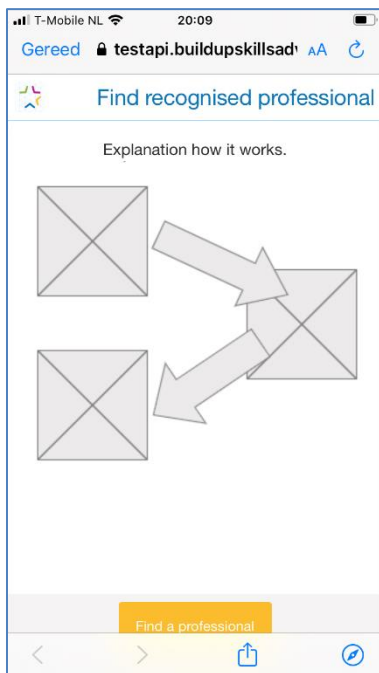 T-Mobile NL 20:09
Gereed testapi.buildupskillsadv AA
Find recognised professional
Explanation how it works.
Find a professional